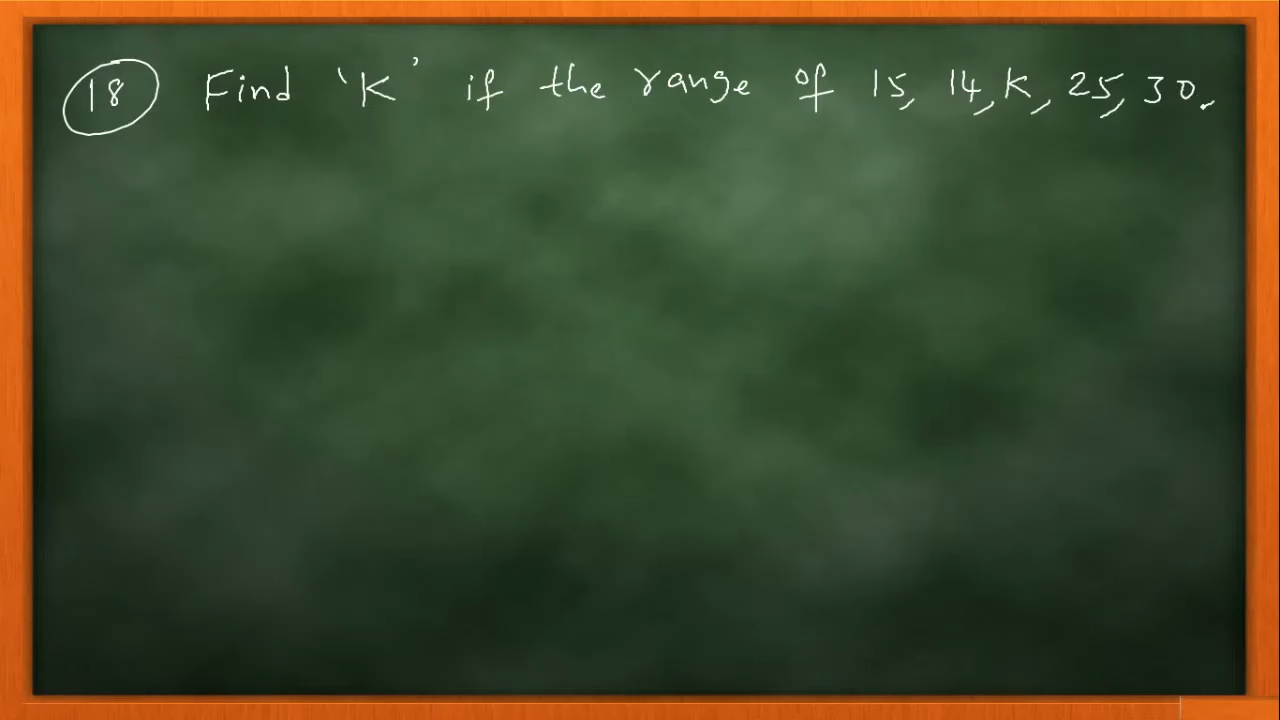 18 Find 'K' if the range of 15, 14, K, 25, 30.